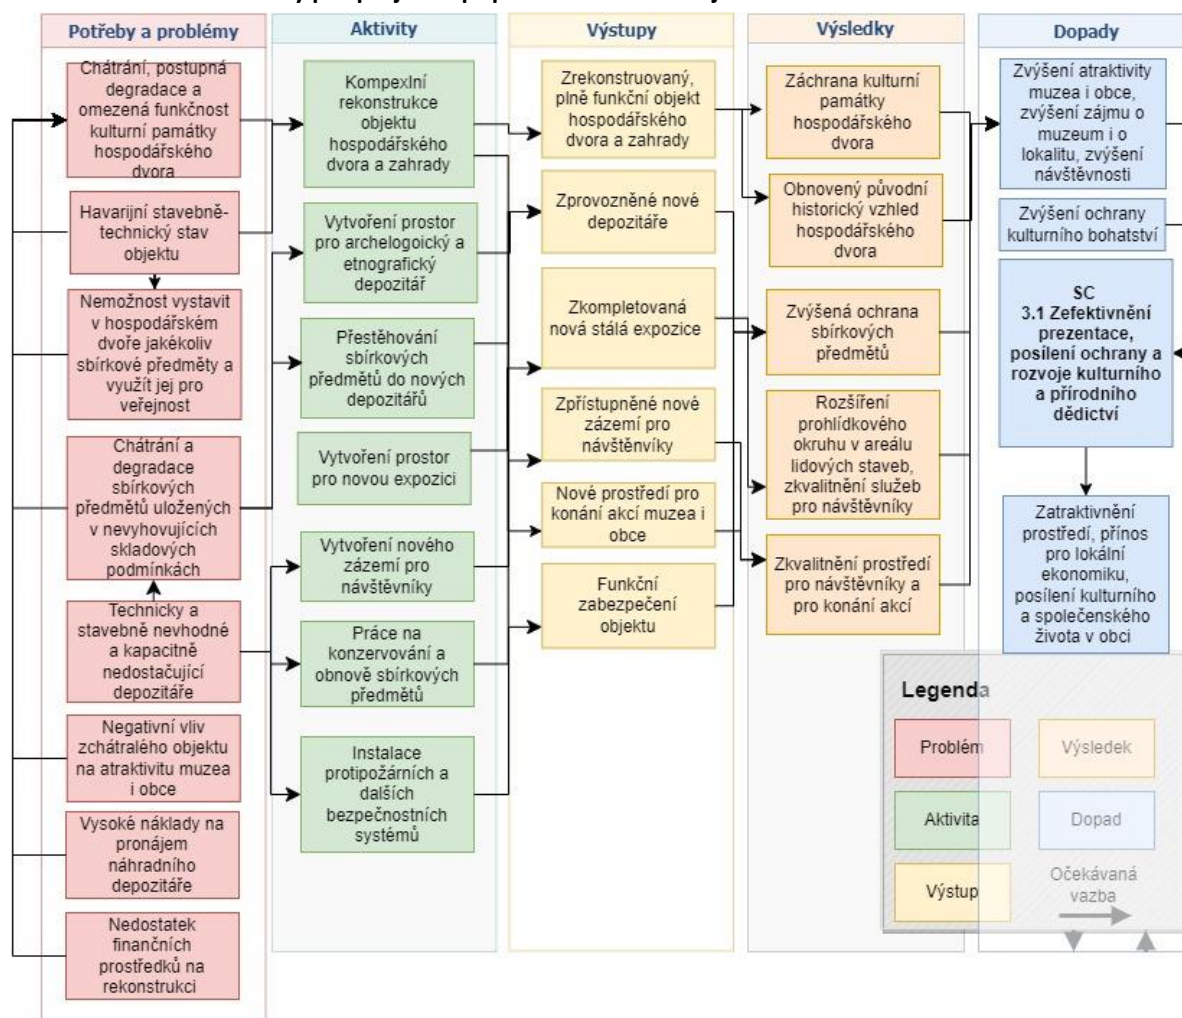 Potřeby a problémy
Chátrání, postupná
degradace a
omezená funkčnost
kulturní památky
hospodářského
dvora
Havarijní stavebně-
technický stav
objektu
Nemožnost vystavit
v hospodářském
dvoře jakékoliv
sbírkové předměty a
využít jej pro
veřejnost
Chátrání a
degradace
sbírkových
předmětů uložených
v nevyhovujících
skladových
podmínkách
Technicky a
stavebně nevhodné
a kapacitně
nedostačující
depozitáře
Negativní vliv
zchátralého objektu
na atraktivitu muzea
i obce
Vysoké náklady na
pronájem
náhradního
depozitáře
Nedostatek
finančních
prostředků na
rekonstrukci
Aktivity
Kompexlní
rekonstrukce
objektu
hospodářského
dvora a zahrady
Vytvoření prostor
pro archelogoický a
etnografický
depozitář
Přestěhování
sbírkových
předmětů do nových
depozitářů
Vytvoření prostor
pro novou expozici
Vytvoření nového
zázemí pro
návštěvníky
Práce na
konzervování a
obnově sbírkových
předmětů
Instalace
protipožárních a
dalších
bezpečnostních
systémů
Výstupy
Zrekonstruovaný,
plně funkční objekt
hospodářského
dvora a zahrady
Zprovozněné nové
depozitáře
Zkompletovaná
nová stálá expozice
Zpřístupněné nové
zázemí pro
návštěnvíky
Nové prostředí pro
konání akcí muzea i
obce
Funkční
zabezpečení
objektu
Výsledky
Záchrana kulturní
památky
hospodářského
dvora
Obnovený původní
historický vzhled
hospodářského
dvora
Zvýšená ochrana
sbírkových
předmětů
Rozšíření
prohlídkového
okruhu v areálu
lidových staveb,
zkvalitnění služeb
pro návštěvníky
Zkvalitnění prostředí
pro návštěvníky a
pro konání akcí
Dopady
Zvýšení atraktivity
muzea i obce,
zvýšení zájmu o
muzeum i o
lokalitu, zvýšení
návštěvnosti
Zvýšení ochrany
kulturního bohatství
SC
3.1 Zefektivnění
prezentace,
posílení ochrany a
rozvoje kulturního
a přírodního
dědictví
Zatraktivnění
prostředí, přínos
pro lokální
ekonomiku,
posílení kulturního
a společenského
života v obci
Legenda
Problém
Výsledek
Aktivita
Dopad
Výstup
Očekávaná
vazba